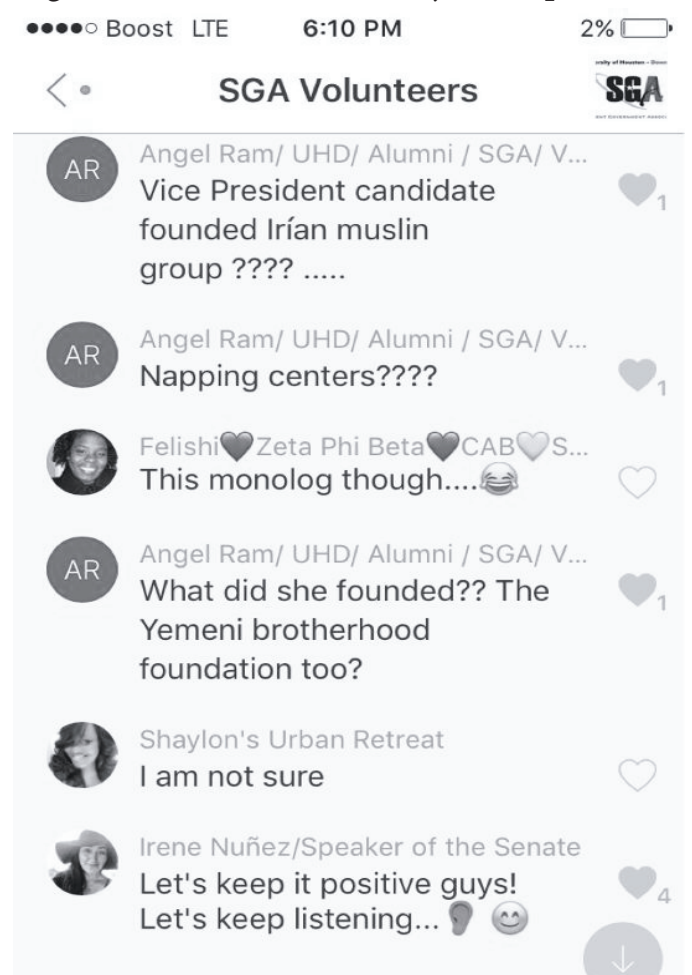 Boost LTE 6:10 PM 2%
SGA Volunteers
SGA
Angel Ram/ UHD/ Alumni / SGA/ V...
AR
Vice President candidate
founded Irían muslin
group ???? .....
1
Angel Ram/ UHD/ Alumni / SGA/ V...
AR
Napping centers????
1
Felishi🖤Zeta Phi Beta🖤CAB🤍S...
This monolog though....😂
Angel Ram/ UHD/ Alumni / SGA/ V...
AR
What did she founded?? The
Yemeni brotherhood
foundation too?
1
Shaylon's Urban Retreat
I am not sure
Irene Nuñez/Speaker of the Senate
Let's keep it positive guys!
Let's keep listening...👂 😊
4